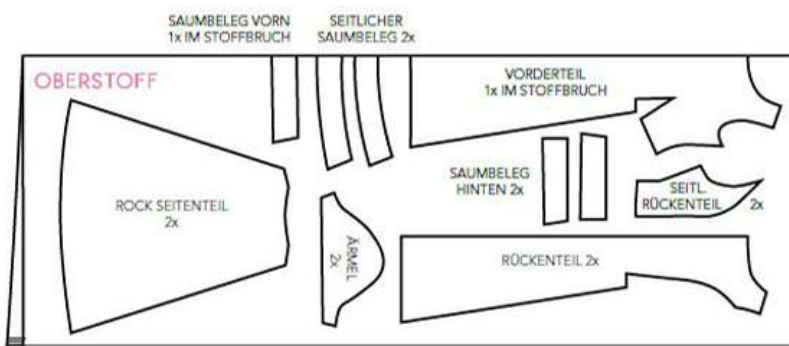 SAUMBELEG VORN
1x IM STOFFBRUCH
SEITLICHER
SAUMBELEG 2x
OBERSTOFF
VORDERTEIL
1x IM STOFFBRUCH
ROCK SEITENTEIL
2x
ÄRMEL
2x
SAUMBELEG
HINTEN 2x
SEITL.
RÜCKENTEIL 2x
RÜCKENTEIL 2x